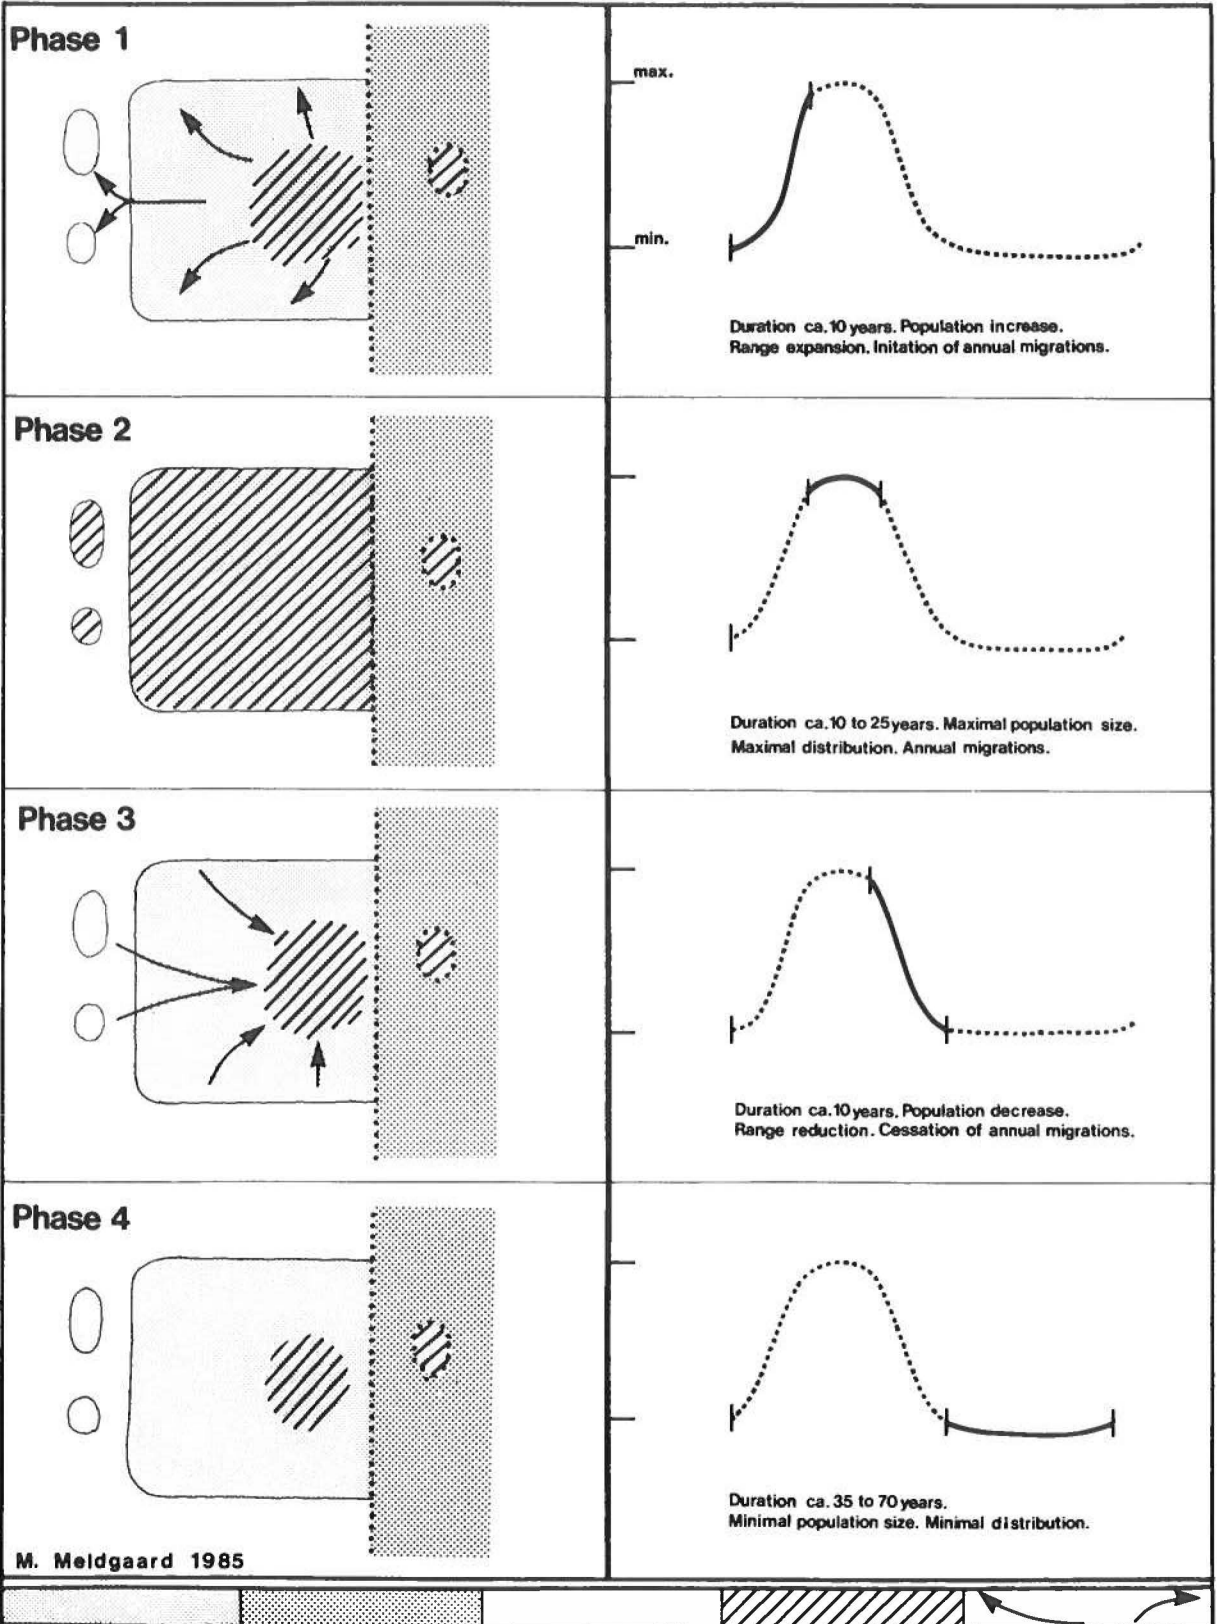 Phase 1
max.
min.
Duration ca. 10 years. Population increase.
Range expansion. Initation of annual migrations.
Phase 2
Duration ca. 10 to 25 years. Maximal population size.
Maximal distribution. Annual migrations.
Phase 3
Duration ca. 10 years. Population decrease.
Range reduction. Cessation of annual migrations.
Phase 4
Duration ca. 35 to 70 years.
Minimal population size. Minimal distribution.
M. Meldgaard 1985